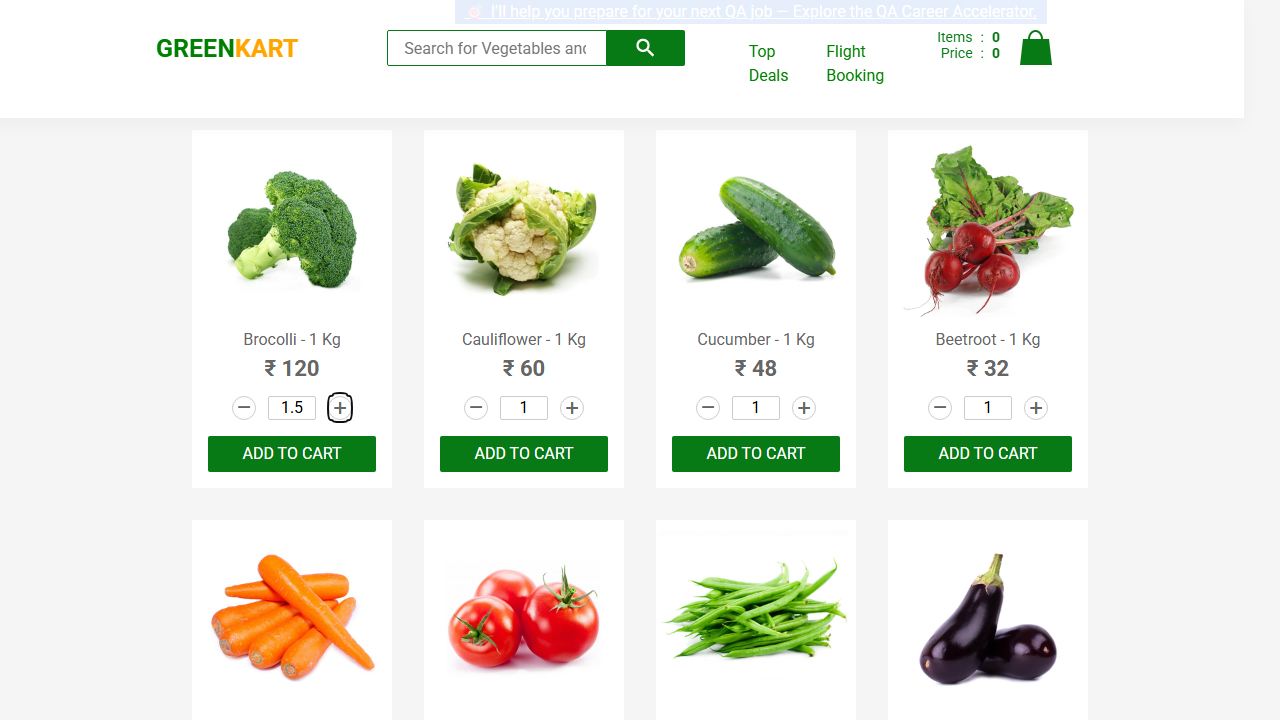 🎯 I'll help you prepare for your next QA job — Explore the QA Career Accelerator.
GREENKART
Search for Vegetables and
Top
Deals
Flight
Booking
Items : 0
Price : 0
Brocolli - 1 Kg
₹ 120
1.5
ADD TO CART
Cauliflower - 1 Kg
₹ 60
1
ADD TO CART
Cucumber - 1 Kg
₹ 48
1
ADD TO CART
Beetroot - 1 Kg
₹ 32
1
ADD TO CART